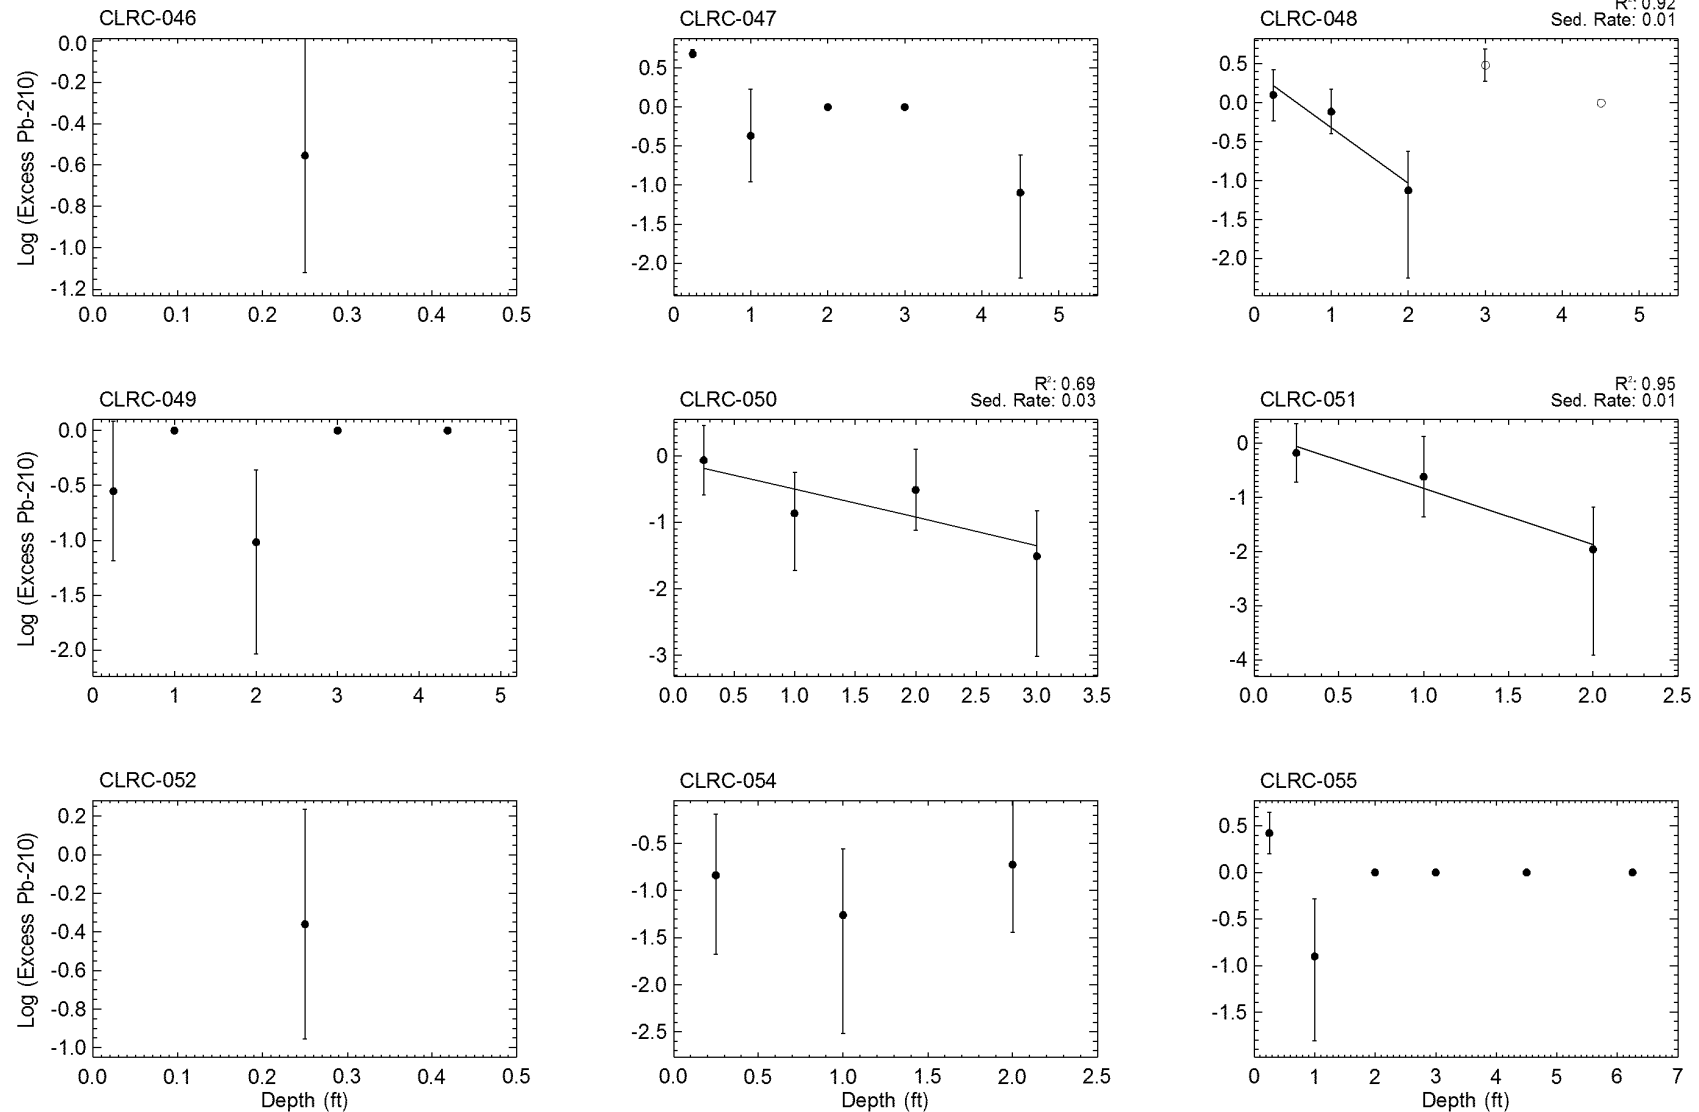 CLRC-046
CLRC-047
R²: 0.92
CLRC-048
Sed. Rate: 0.01
Log (Excess Pb-210)
0.0
-0.2
-0.4
-0.6
-0.8
-1.0
-1.2
0.0 0.1 0.2 0.3 0.4 0.5
0.5
0.0
-0.5
-1.0
-1.5
-2.0
1 2 3 4 5
0.5
0.0
-0.5
-1.0
-1.5
-2.0
0 1 2 3 4 5
CLRC-049
CLRC-050
R²: 0.69
Sed. Rate: 0.03
CLRC-051
R²: 0.95
Sed. Rate: 0.01
Log (Excess Pb-210)
0.0
-0.5
-1.0
-1.5
-2.0
0 1 2 3 4 5
0
-1
-2
-3
0.0 0.5 1.0 1.5 2.0 2.5 3.0 3.5
0
-1
-2
-3
-4
0.0 0.5 1.0 1.5 2.0 2.5
CLRC-052
CLRC-054
CLRC-055
Log (Excess Pb-210)
0.2
0.0
-0.2
-0.4
-0.6
-0.8
-1.0
0.0 0.1 0.2 0.3 0.4 0.5
Depth (ft)
-0.5
-1.0
-1.5
-2.0
-2.5
0.0 0.5 1.0 1.5 2.0 2.5
Depth (ft)
0.5
0.0
-0.5
-1.0
-1.5
0 1 2 3 4 5 6 7
Depth (ft)